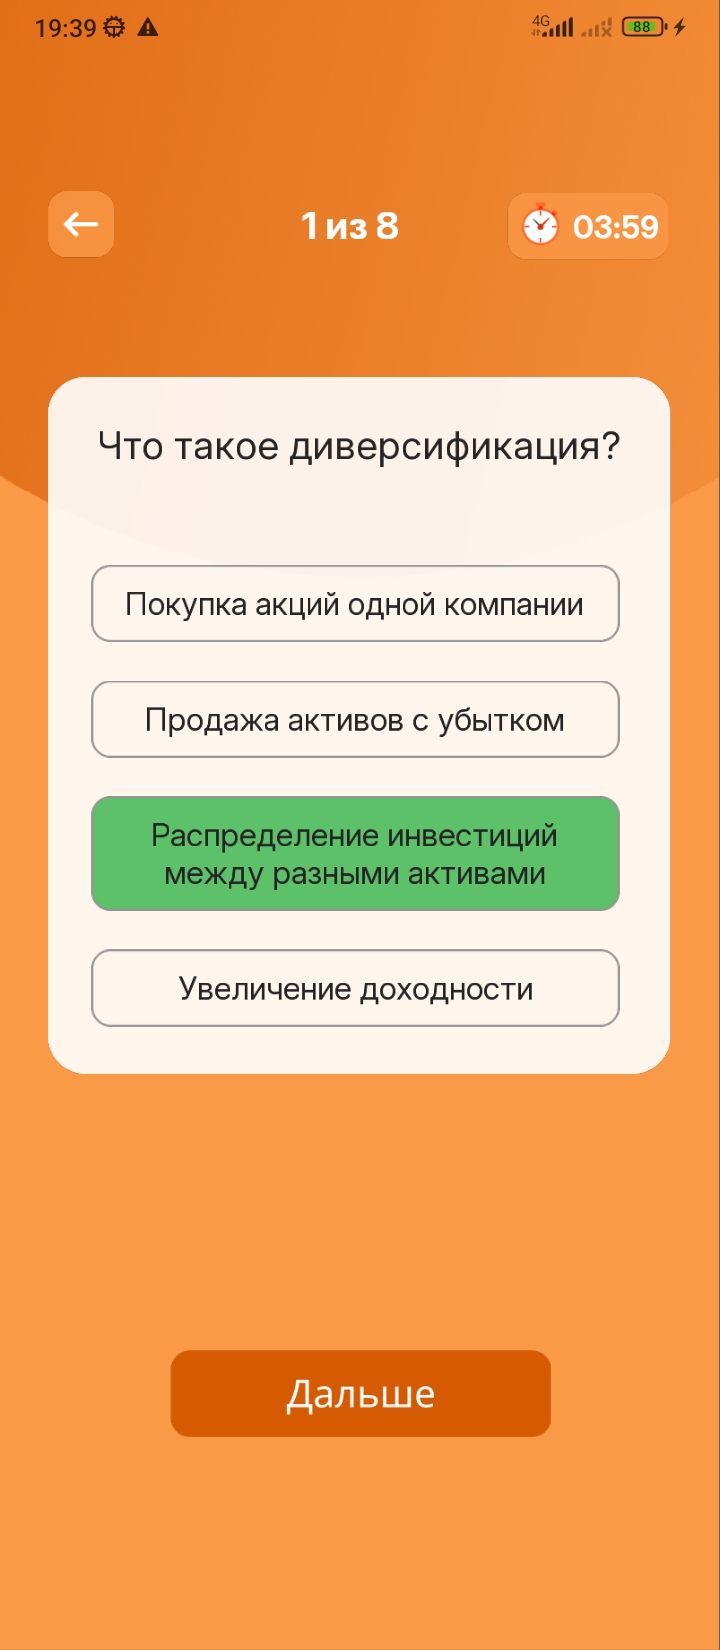 19:39
4G
88
1 из 8
03:59
Что такое диверсификация?
Покупка акций одной компании
Продажа активов с убытком
Распределение инвестиций
между разными активами
Увеличение доходности
Дальше